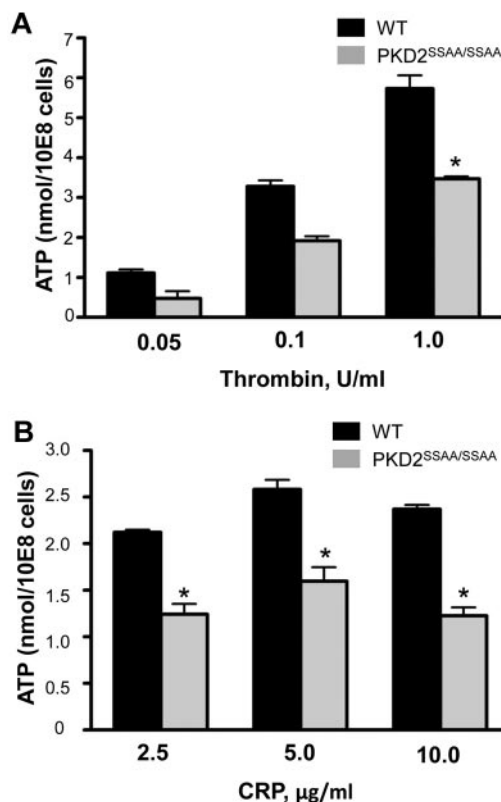 A
WT
PKD2SSAA/SSAA
ATP (nmol/10E8 cells)
7
6
5
4
3
2
1
0
*
0.05 0.1 1.0
Thrombin, U/ml
B
WT
PKD2SSAA/SSAA
ATP (nmol/10E8 cells)
3.0
2.5
2.0
1.5
1.0
0.5
0
* * *
2.5 5.0 10.0
CRP, μg/ml